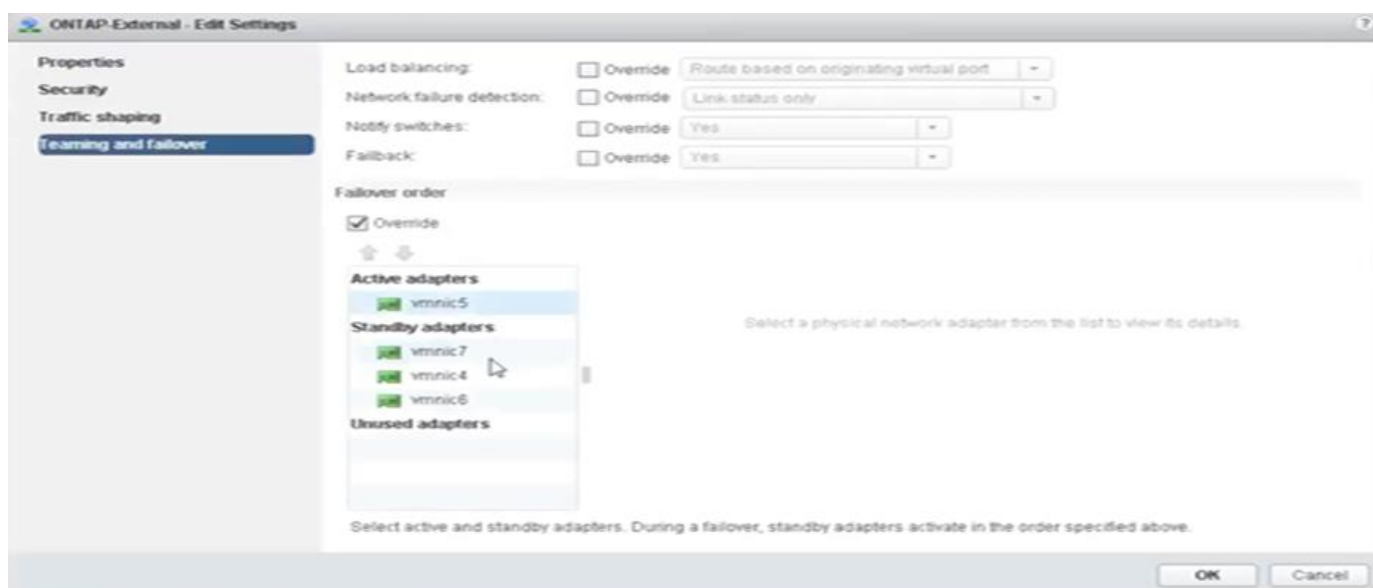 ONTAP-External - Edit Settings
?
Properties
Security
Traffic shaping
Teaming and failover
Load balancing: Override Route based on originating virtual port
Network failure detection: Override Link status only
Notify switches: Override Yes
Failback: Override Yes
Failover order
Override
Active adapters
vmnic5
Standby adapters
vmnic7
vmnic4
vmnic6
Unused adapters
Select a physical network adapter from the list to view its details.
Select active and standby adapters. During a failover, standby adapters activate in the order specified above.
OK Cancel